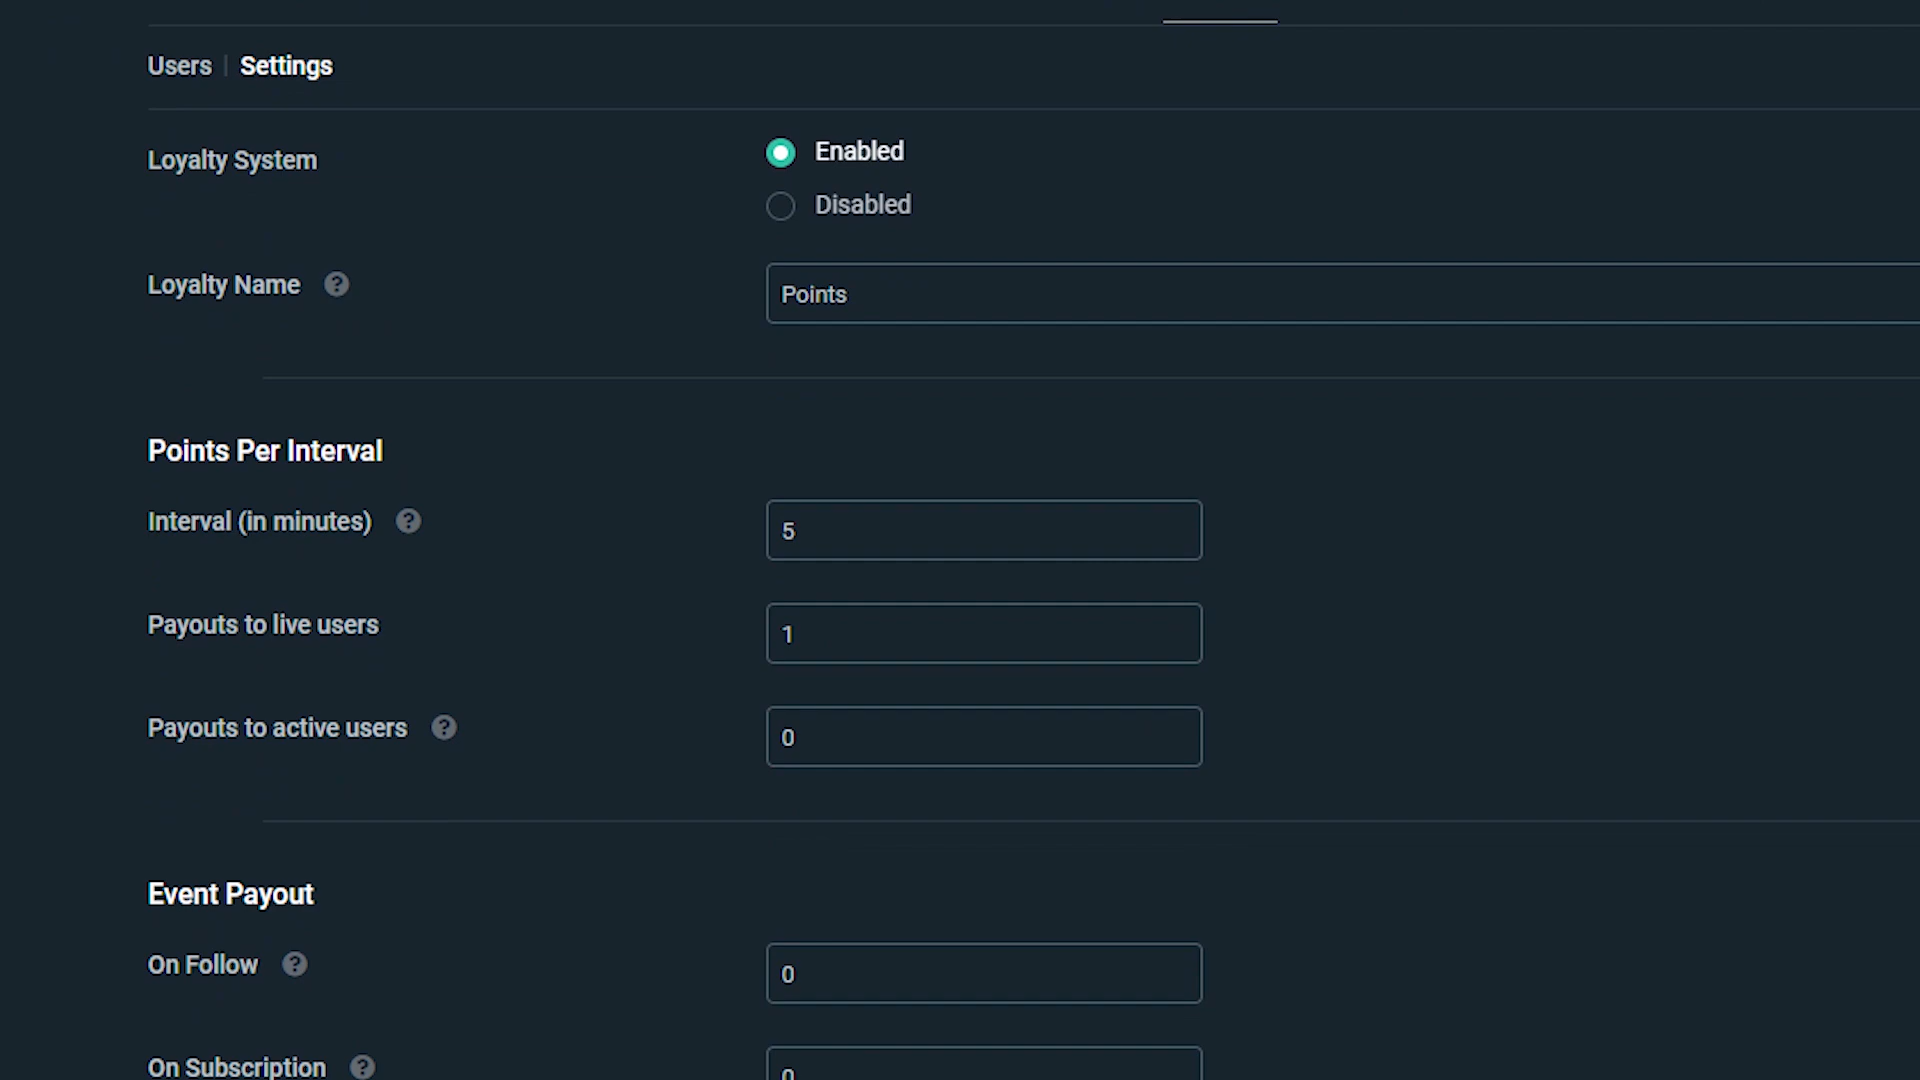 Users | Settings
Loyalty System
Enabled
Disabled
Loyalty Name ?
Points
Points Per Interval
Interval (in minutes) ?
5
Payouts to live users
1
Payouts to active users ?
0
Event Payout
On Follow ?
0
On Subscription ?
0